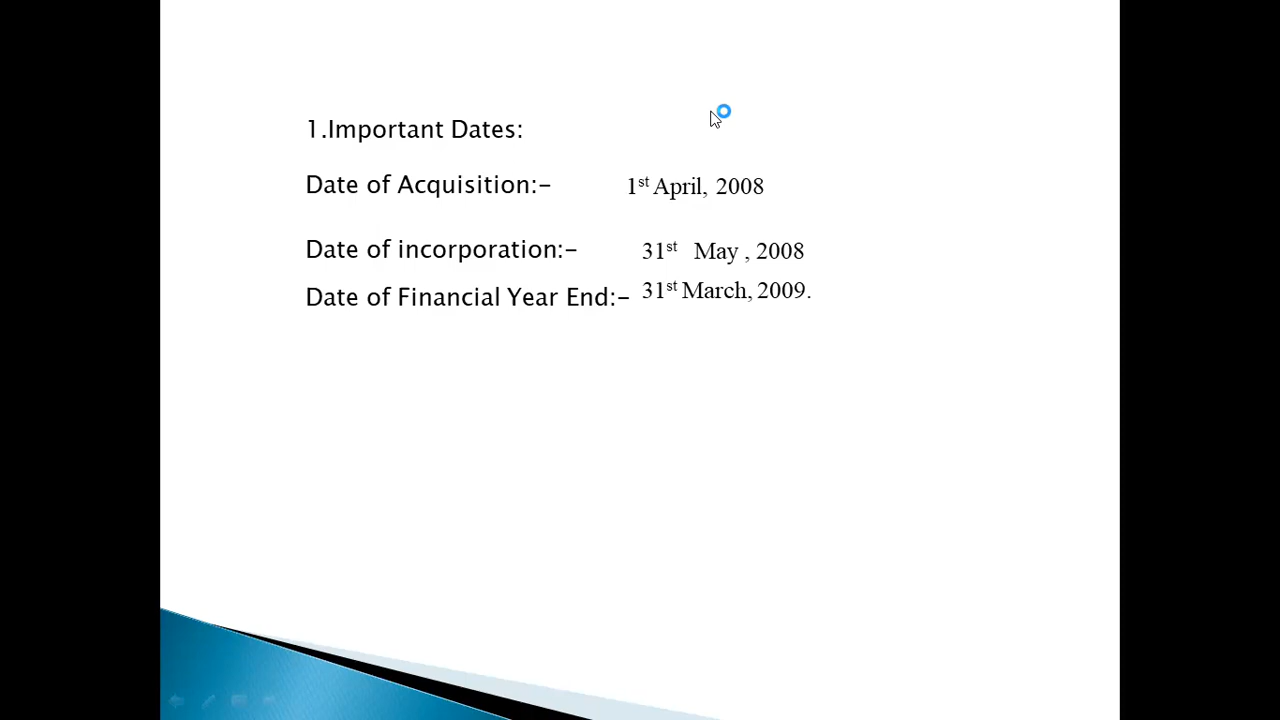 1.Important Dates:
Date of Acquisition:- 1st April, 2008
Date of incorporation:- 31st May , 2008
Date of Financial Year End:- 31st March, 2009.